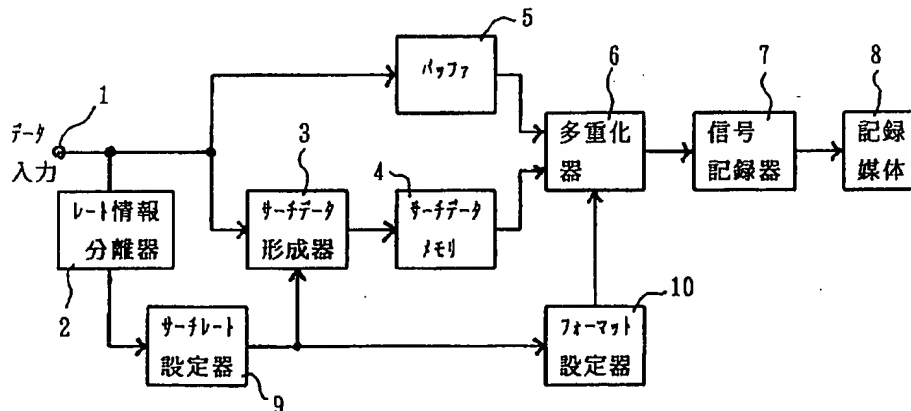 5
バッファ
6
7
8
1
データ
入力
3
サーチデータ
形成器
4
サーチデータ
メモリ
多重化
器
信号
記録器
記録
媒体
レート情報
分離器
2
サーチレート
設定器
9
10
フォーマット
設定器